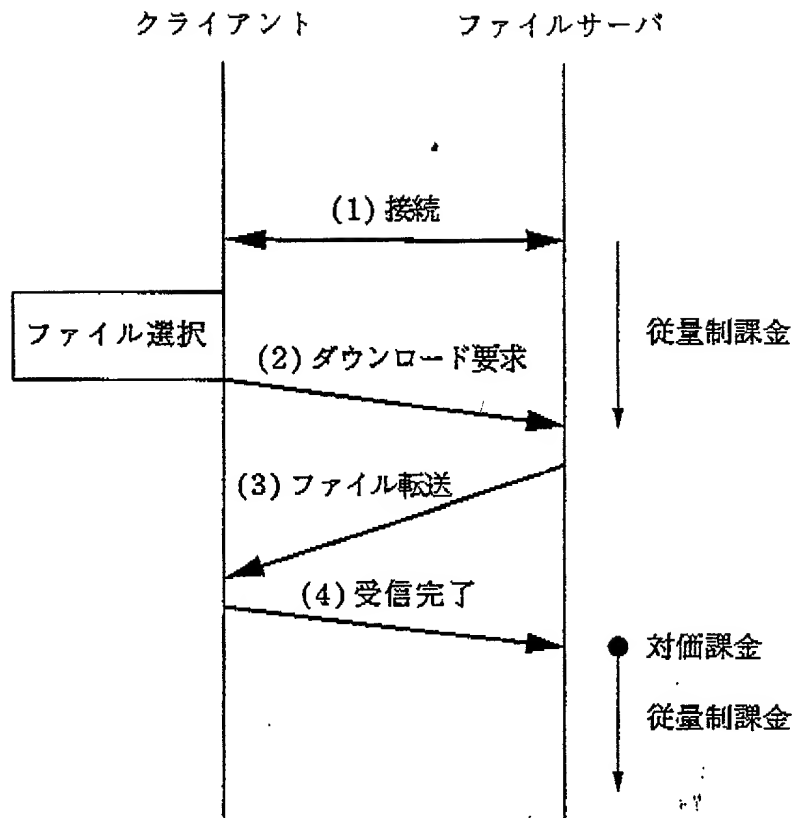 クライアント
ファイルサーバ
(1)接続
ファイル選択
従量制課金
(2)ダウンロード要求
(3)ファイル転送
(4)受信完了
対価課金
従量制課金